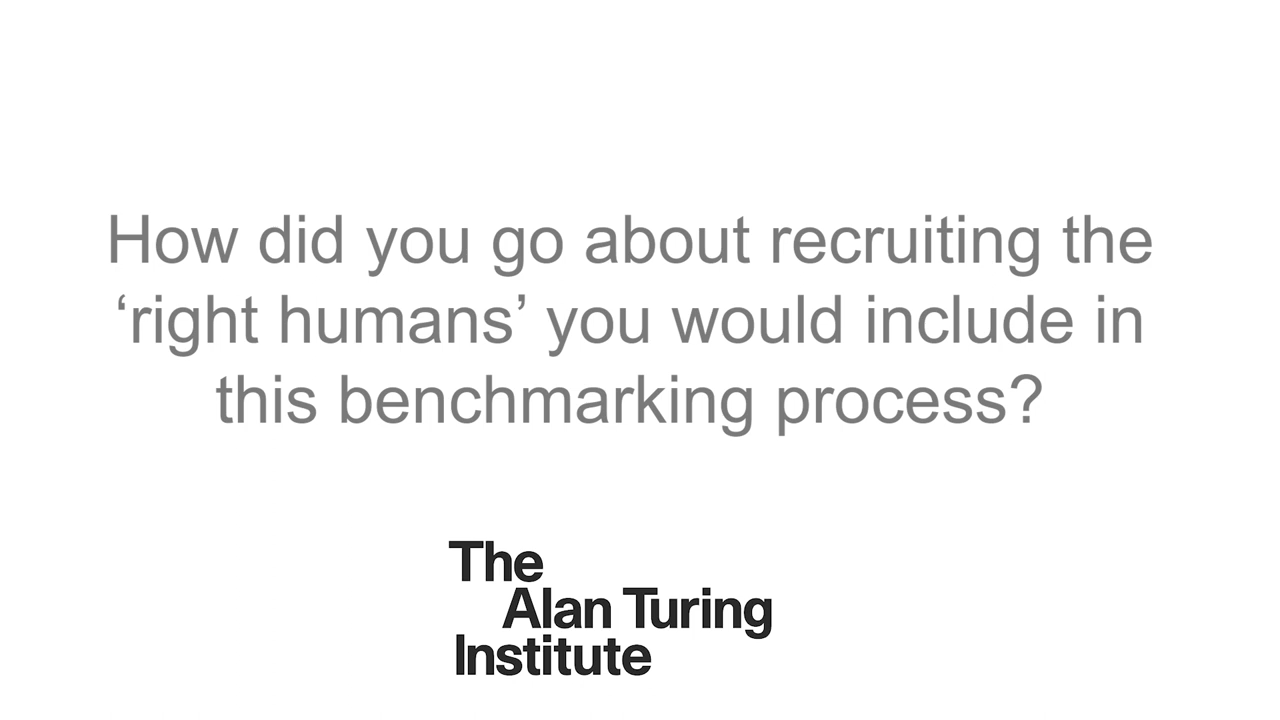 How did you go about recruiting the
‘right humans’ you would include in
this benchmarking process?
The
Alan Turing
Institute